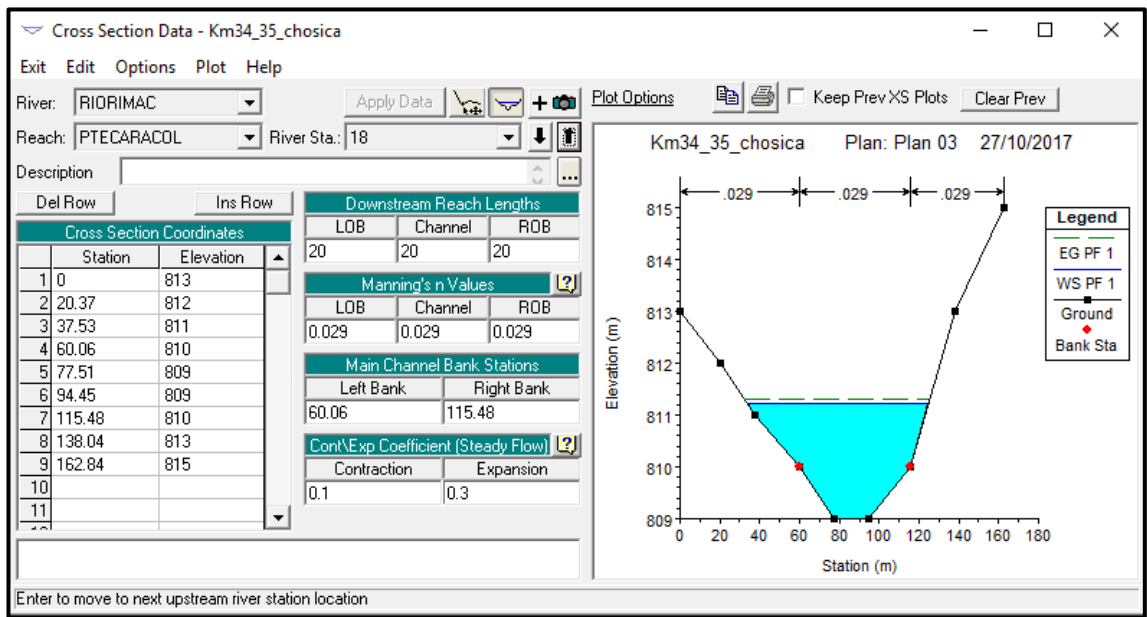 Cross Section Data - Km34_35_chosica
Exit Edit Options Plot Help
River: RIORIMAC Apply Data +
Reach: PTECARACOL River Sta.: 18
Description ...
Del Row Ins Row
Cross Section Coordinates
Station Elevation
1 0 813
2 20.37 812
3 37.53 811
4 60.06 810
5 77.51 809
6 94.45 809
7 115.48 810
8 138.04 813
9 162.84 815
10
11
Downstream Reach Lengths
LOB Channel ROB
20 20 20
Manning's n Values ?
LOB Channel ROB
0.029 0.029 0.029
Main Channel Bank Stations
Left Bank Right Bank
60.06 115.48
Cont\Exp Coefficient (Steady Flow) ?
Contraction Expansion
0.1 0.3
Plot Options Keep Prev XS Plots Clear Prev
Km34_35_chosica Plan: Plan 03 27/10/2017
.029 .029 .029
815
814
813
812
811
810
809
Elevation (m)
0 20 40 60 80 100 120 140 160 180
Station (m)
Legend
EG PF 1
WS PF 1
Ground
Bank Sta
Enter to move to next upstream river station location